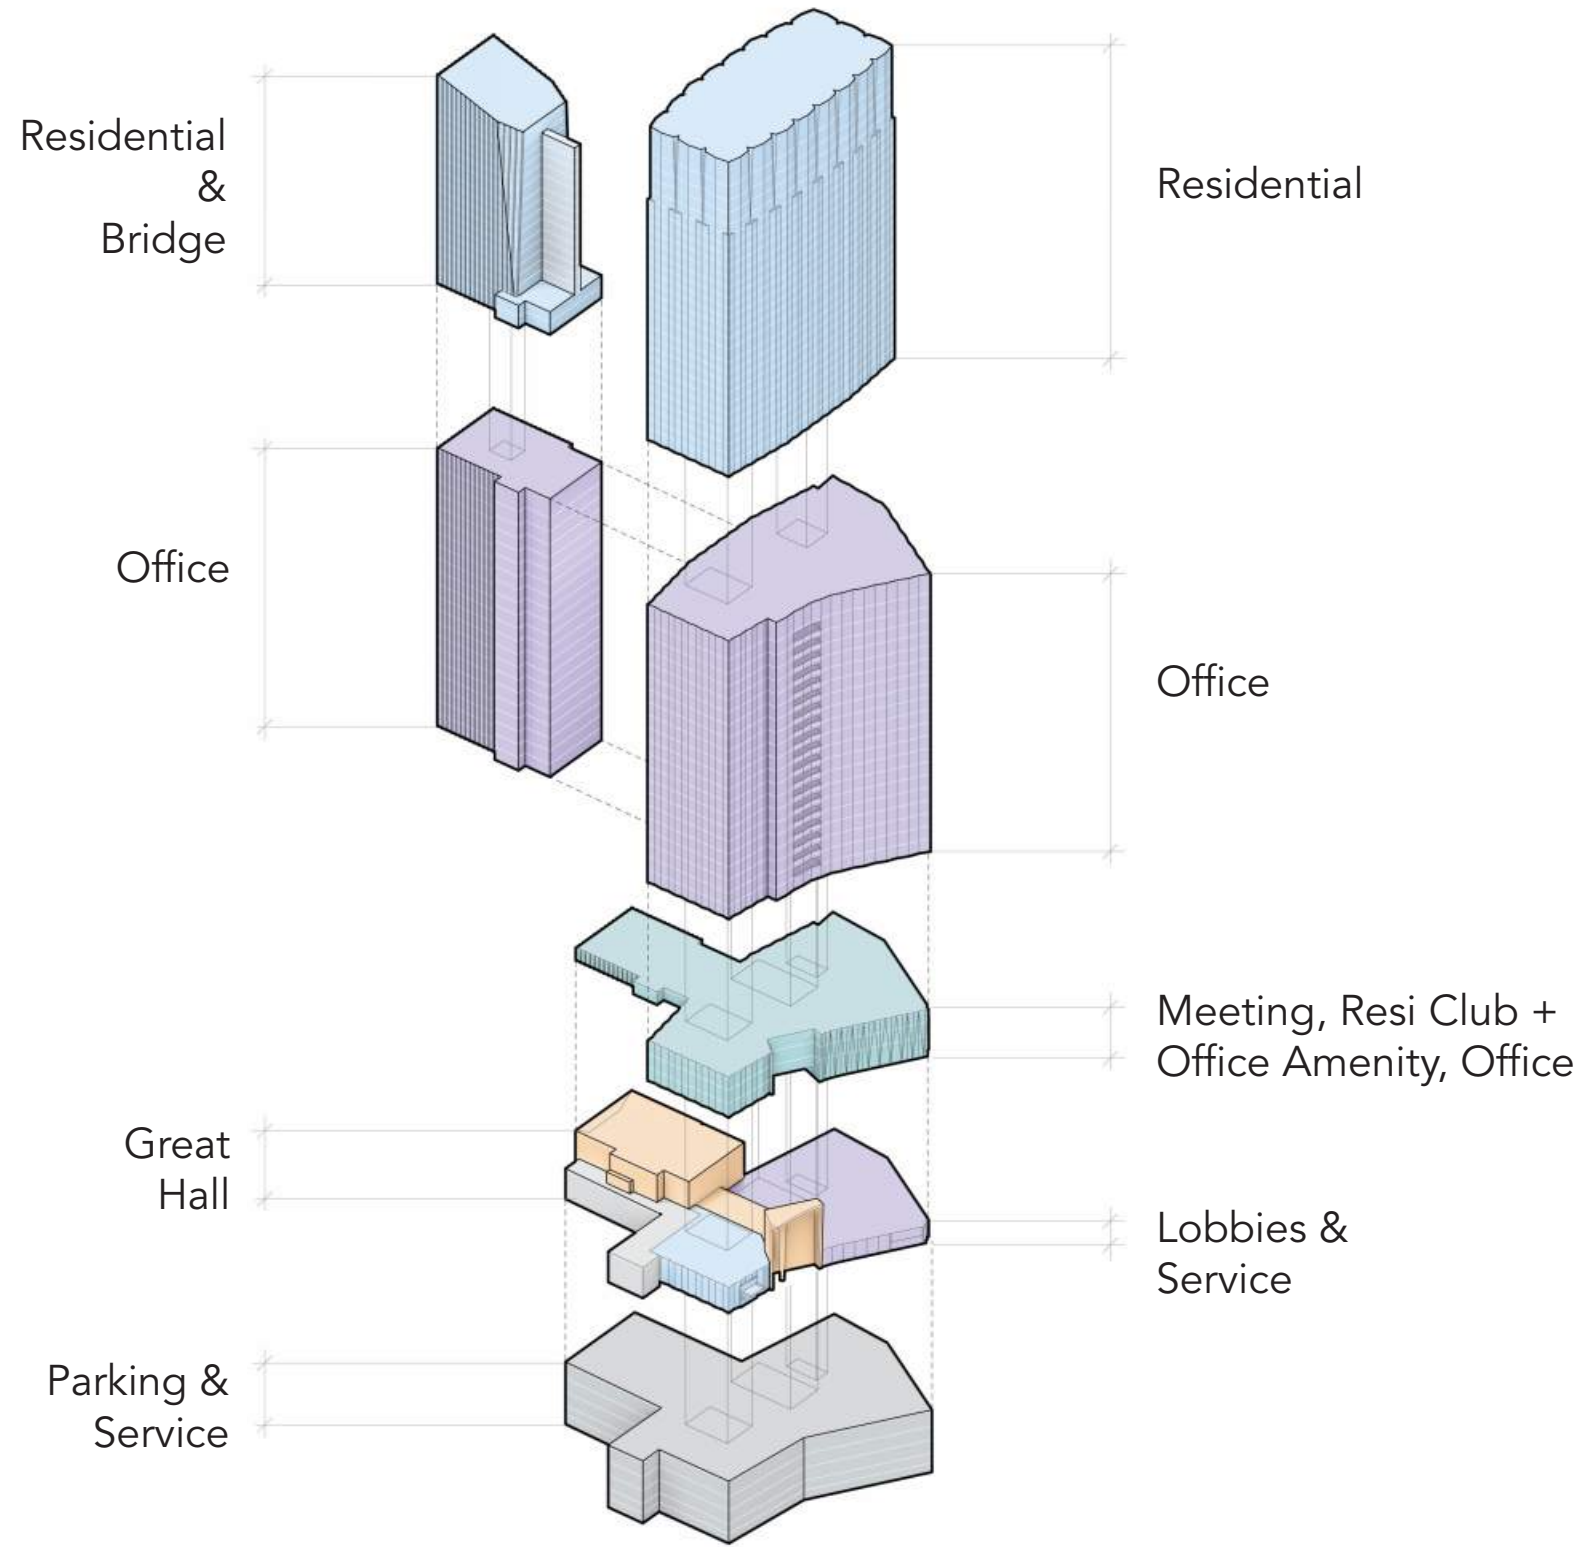 Residential
&
Bridge
Residential
Office
Office
Meeting, Resi Club +
Office Amenity, Office
Great
Hall
Lobbies &
Service
Parking &
Service